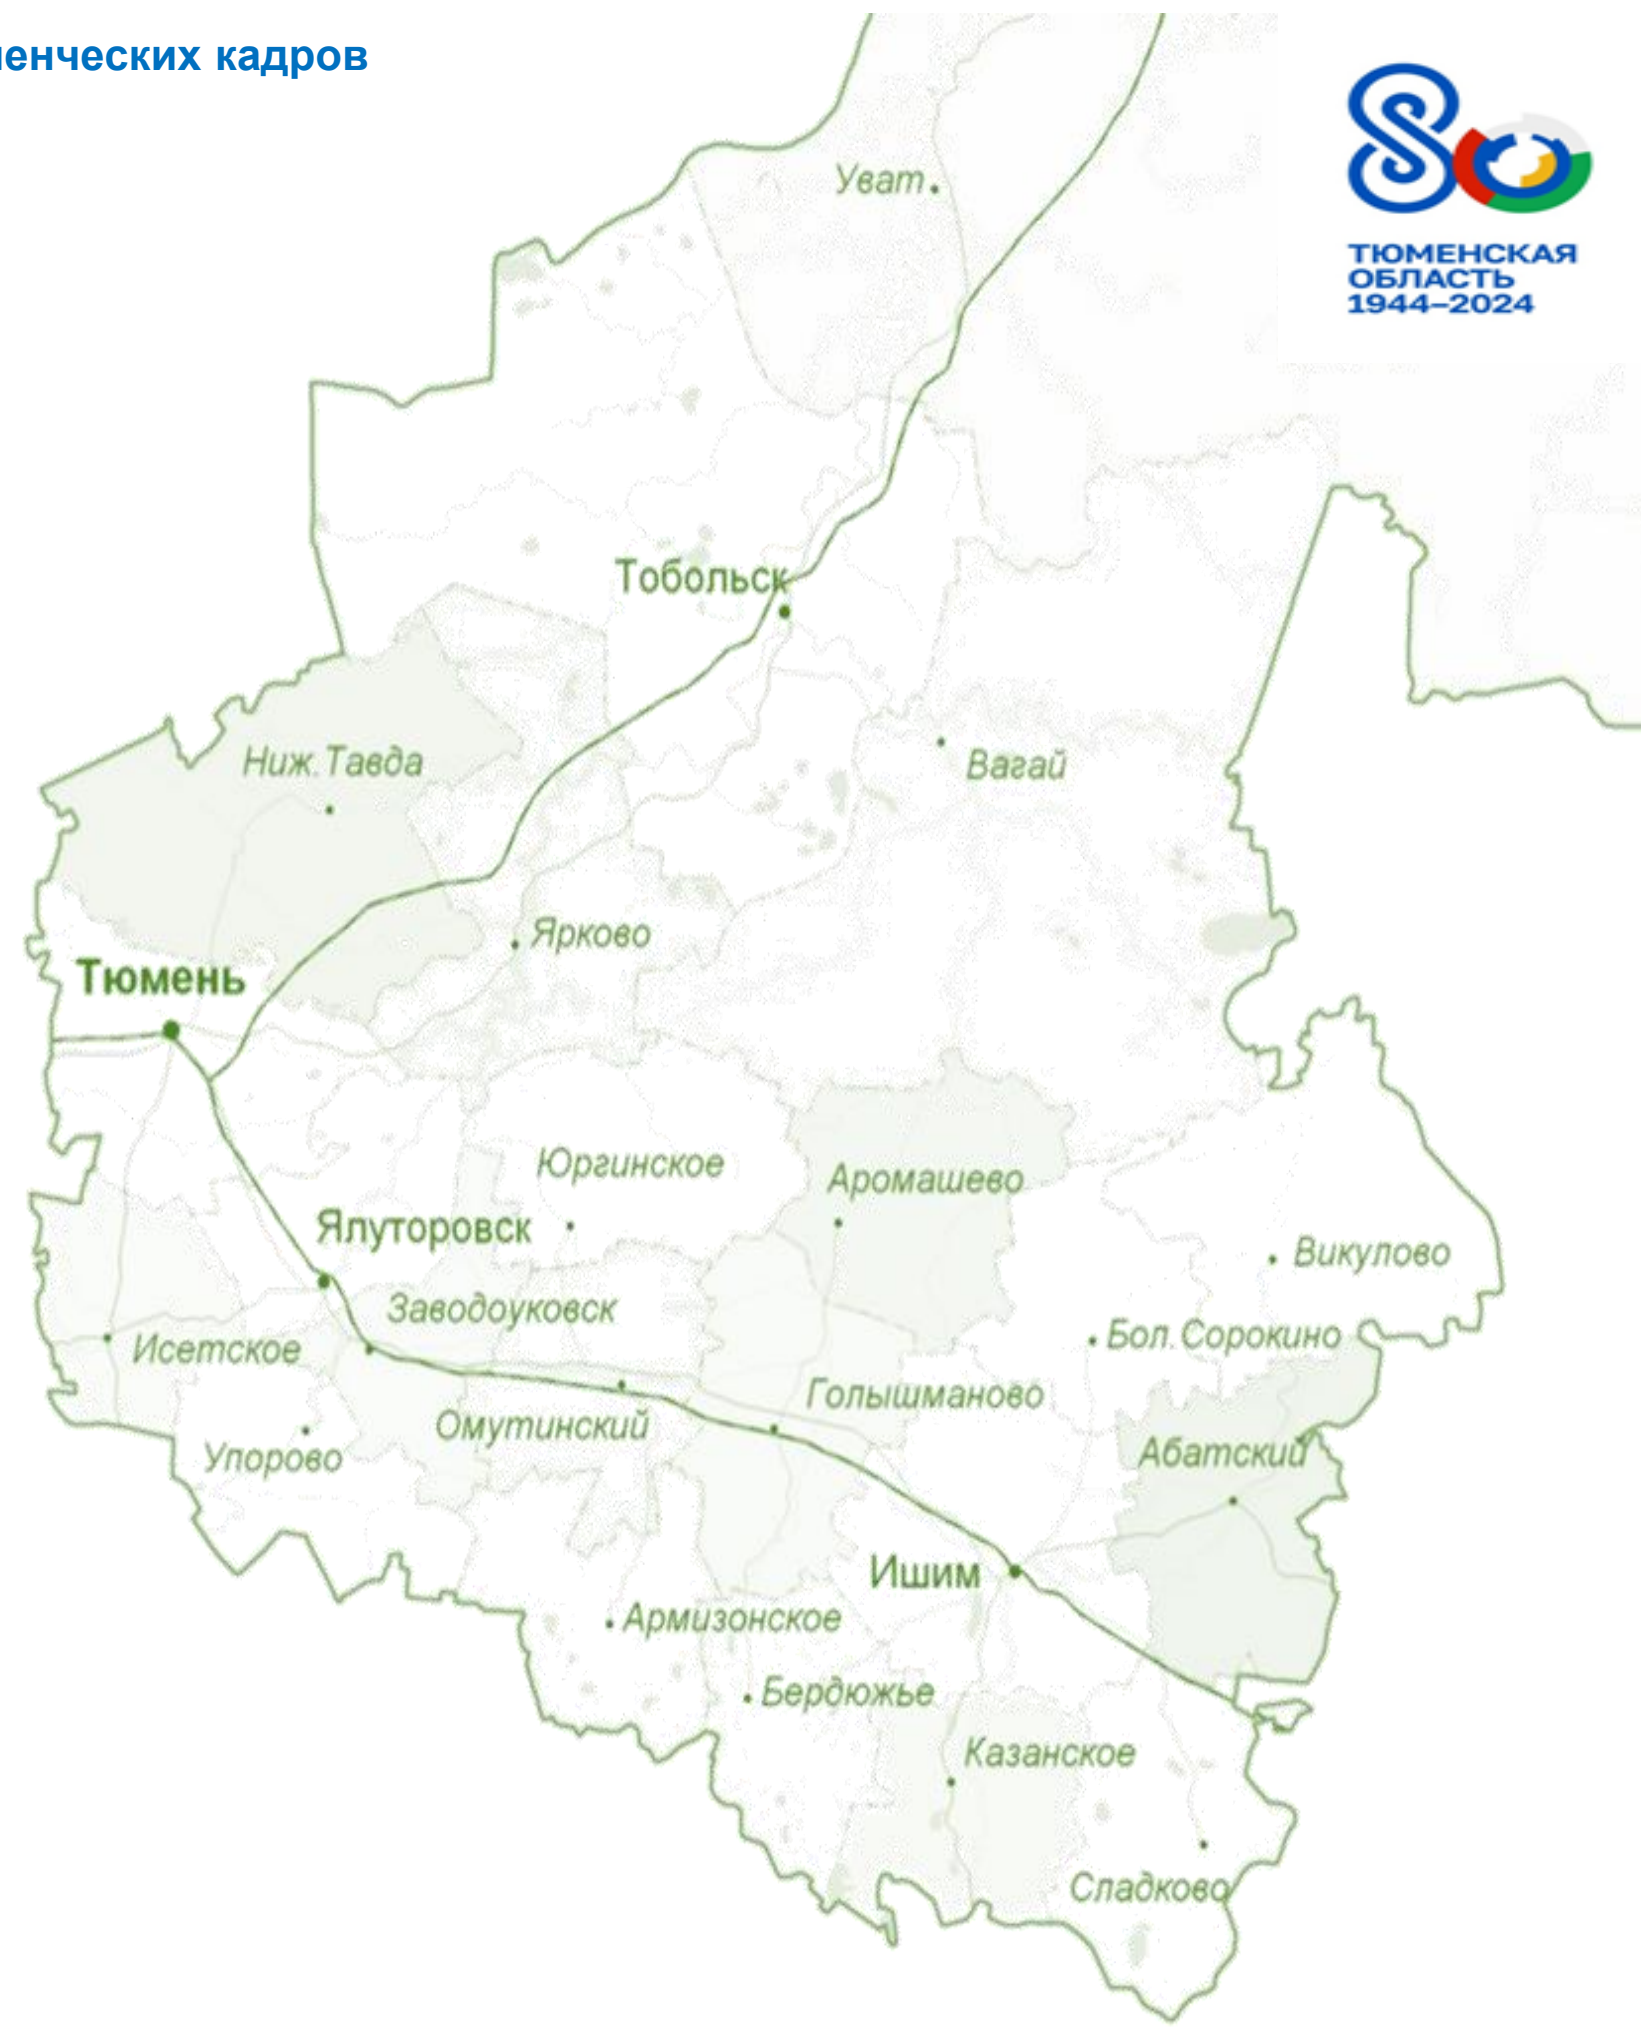 енческих кадров
ТЮМЕНСКАЯ
ОБЛАСТЬ
1944–2024
Уват
Тобольск
Ниж.Тавда
Вагай
Ярково
Тюмень
Юргинское
Аромашево
Ялуторовск
Викулово
Заводоуковск
Бол.Сорокино
Исетское
Голышманово
Омутинский
Абатский
Упорово
Ишим
Армизонское
Бердюжье
Казанское
Сладково